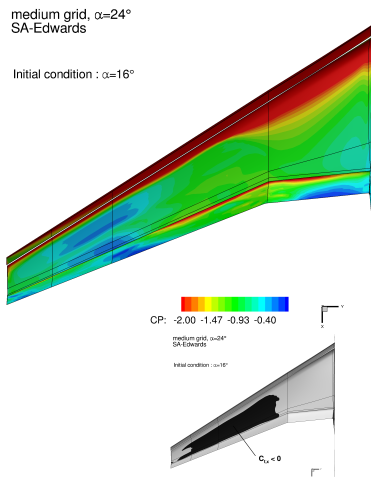 medium grid, α=24°
SA-Edwards
Initial condition : α=16°
CP: -2.00 -1.47 -0.93 -0.40
Y
X
medium grid, α=24°
SA-Edwards
Initial condition : α=16°
Cf,x < 0